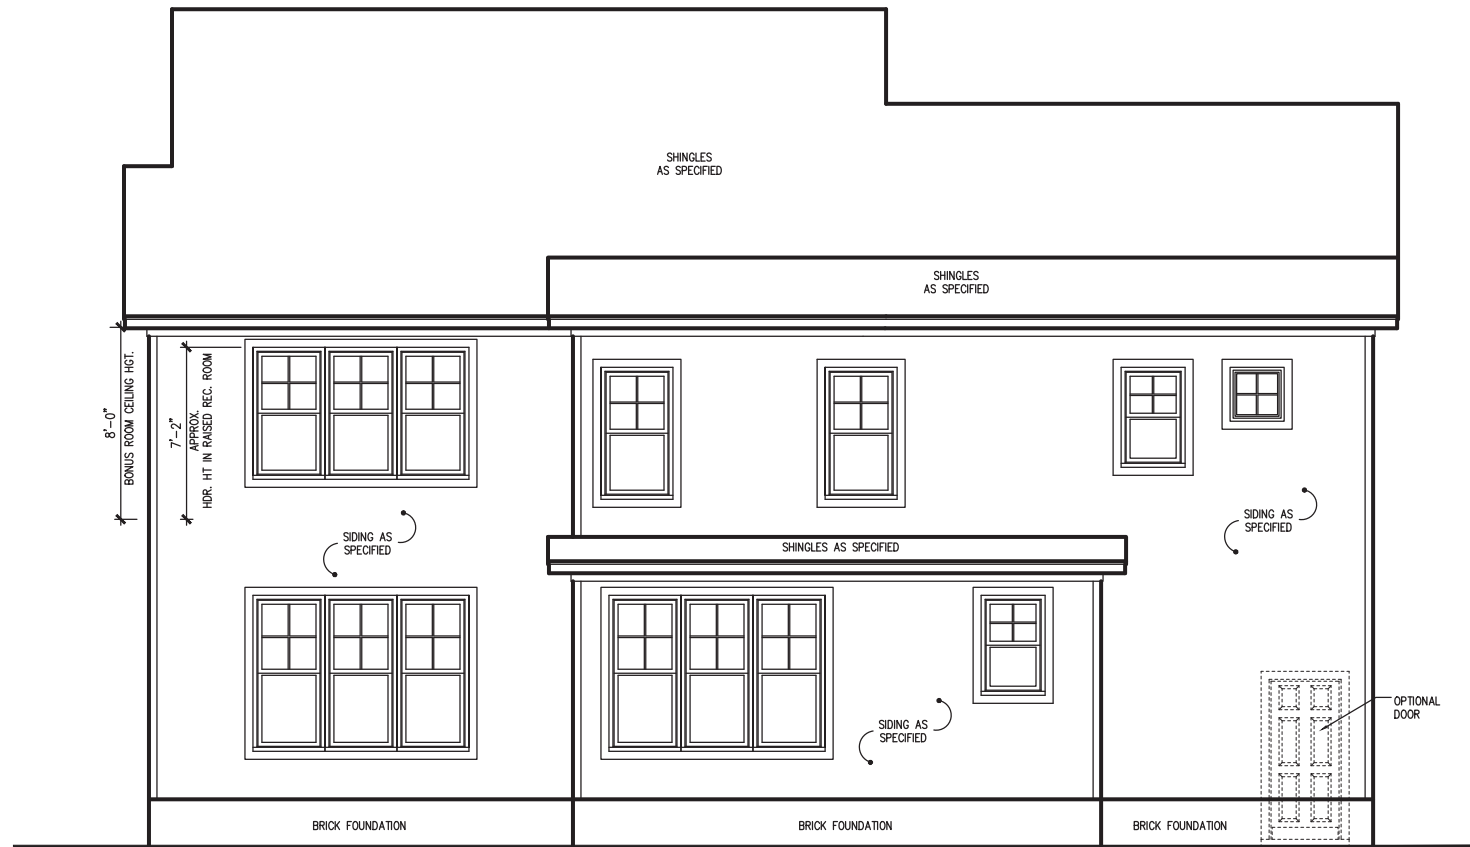 SHINGLES
AS SPECIFIED
SHINGLES
AS SPECIFIED
8'-0"
BONUS ROOM CEILING HGT.
7'-2"
APPROX.
HDR. HT IN RAISED REC. ROOM
SIDING AS
SPECIFIED
SIDING AS
SPECIFIED
SHINGLES AS SPECIFIED
SIDING AS
SPECIFIED
OPTIONAL
DOOR
BRICK FOUNDATION
BRICK FOUNDATION
BRICK FOUNDATION